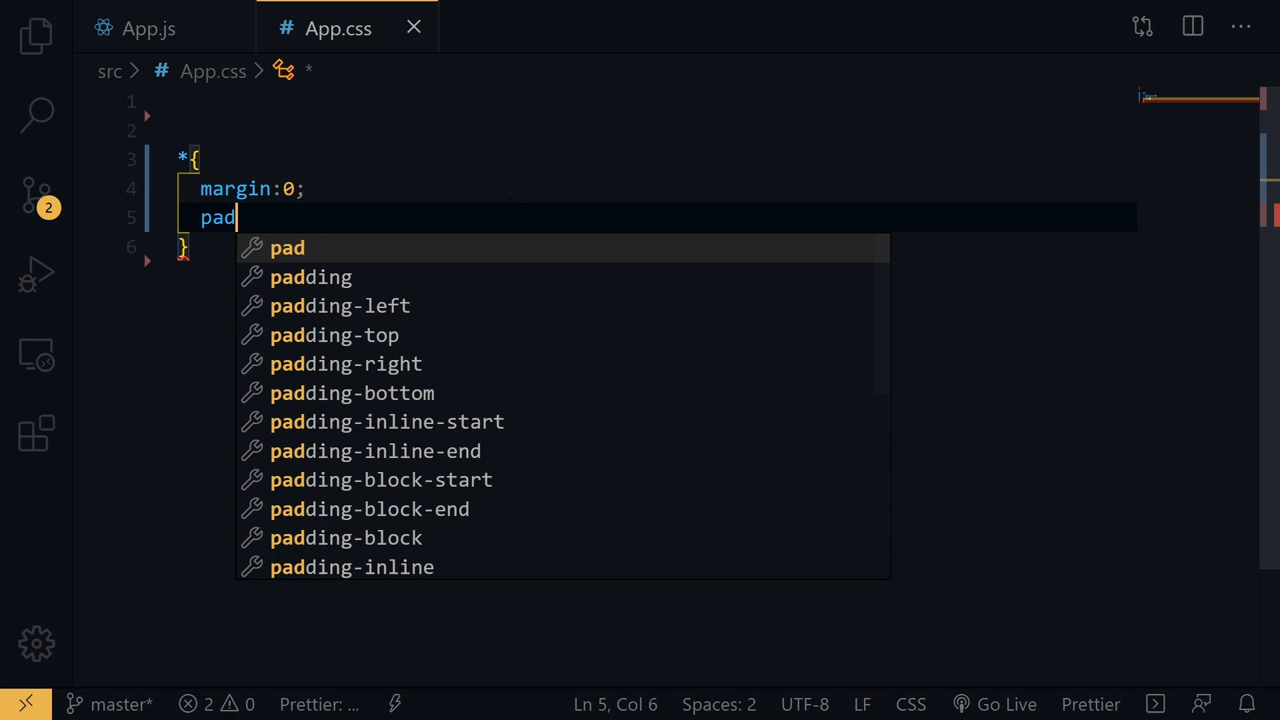 App.js
App.css
src > App.css > *
1
2
3 *{
4 margin:0;
5 pad
6 }
pad
padding
padding-left
padding-top
padding-right
padding-bottom
padding-inline-start
padding-inline-end
padding-block-start
padding-block-end
padding-block
padding-inline
2
master* 2 0 Prettier: ... Ln 5, Col 6 Spaces: 2 UTF-8 LF CSS Go Live Prettier